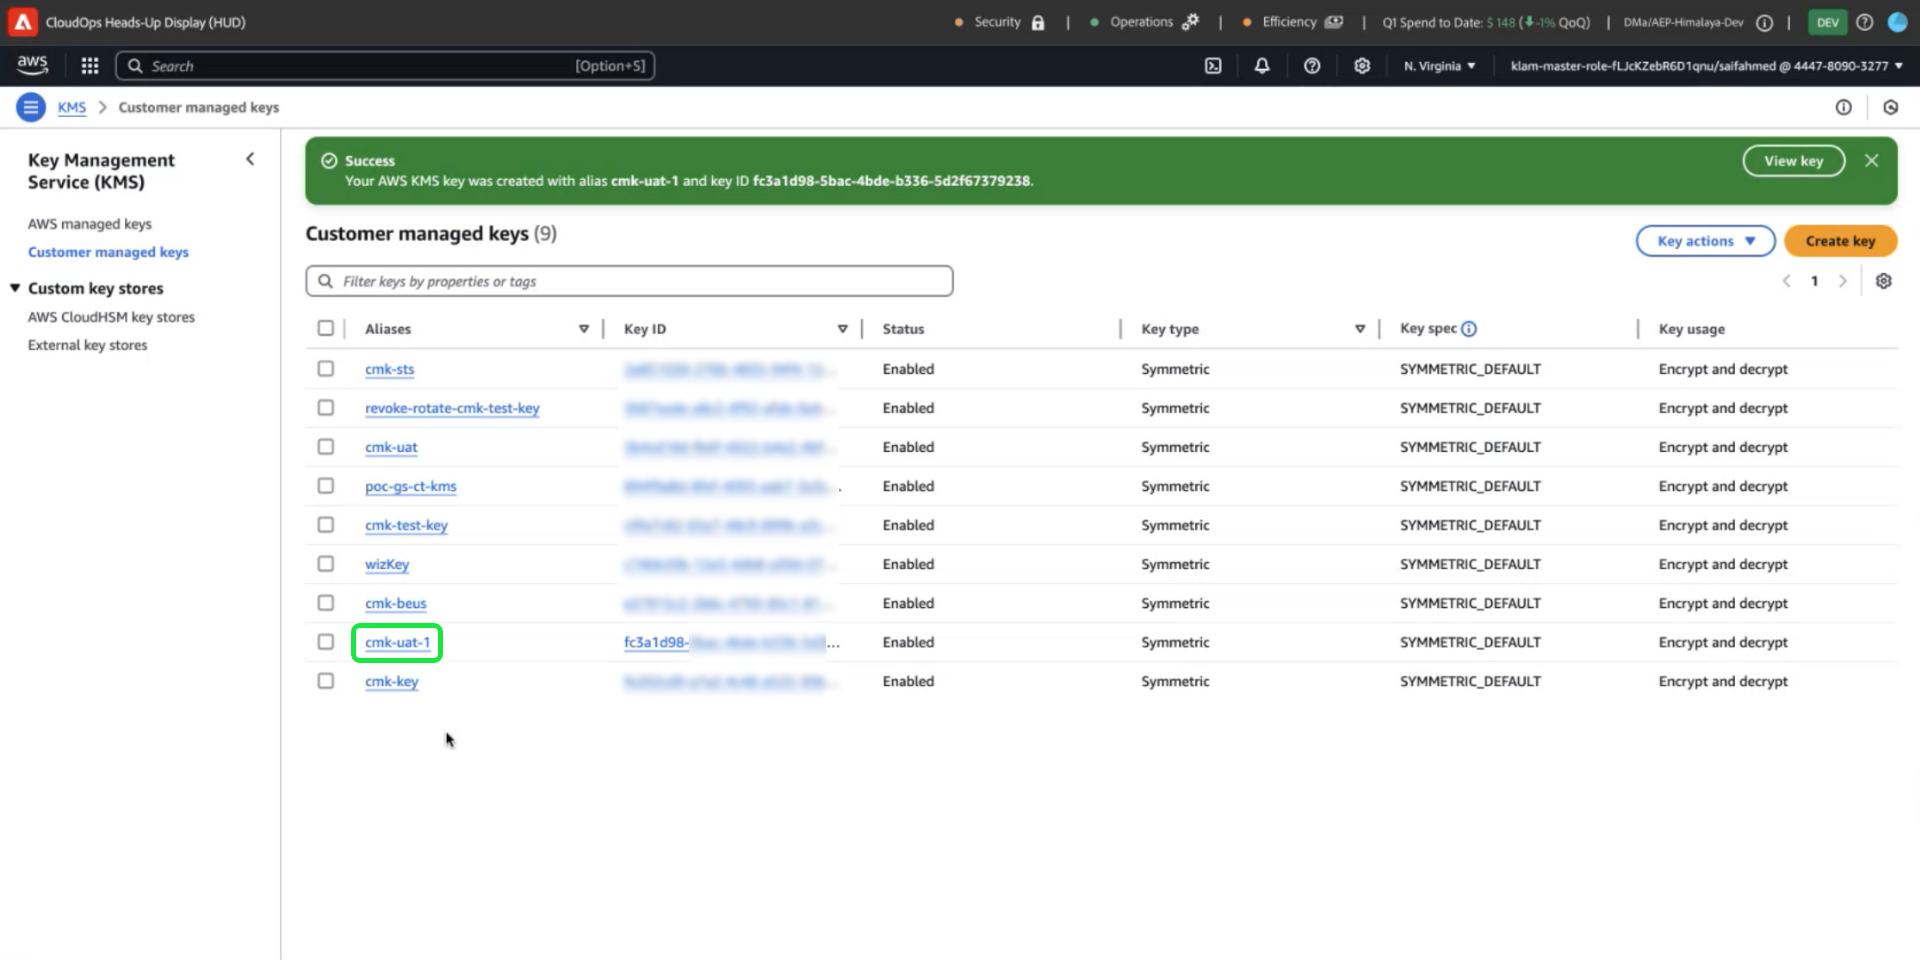 CloudOps Heads-Up Display (HUD)
Security | Operations | Efficiency | Q1 Spend to Date: $ 148 (-1% QoQ) | DMa/AEP-Himalaya-Dev | DEV
aws Search [Option+S] N. Virginia klam-master-role-fLJcKZebR6D1qnu/saifahmed @ 4447-8090-3277
KMS > Customer managed keys
Key Management
Service (KMS)
AWS managed keys
Customer managed keys
Custom key stores
AWS CloudHSM key stores
External key stores
Success
Your AWS KMS key was created with alias cmk-uat-1 and key ID fc3a1d98-5bac-4bde-b336-5d2f67379238.
View key
Customer managed keys (9)
Key actions
Create key
Filter keys by properties or tags
1
Aliases Key ID Status Key type Key spec Key usage
cmk-sts Enabled Symmetric SYMMETRIC_DEFAULT Encrypt and decrypt
revoke-rotate-cmk-test-key Enabled Symmetric SYMMETRIC_DEFAULT Encrypt and decrypt
cmk-uat Enabled Symmetric SYMMETRIC_DEFAULT Encrypt and decrypt
poc-gs-ct-kms Enabled Symmetric SYMMETRIC_DEFAULT Encrypt and decrypt
cmk-test-key Enabled Symmetric SYMMETRIC_DEFAULT Encrypt and decrypt
wizKey Enabled Symmetric SYMMETRIC_DEFAULT Encrypt and decrypt
cmk-beus Enabled Symmetric SYMMETRIC_DEFAULT Encrypt and decrypt
cmk-uat-1 fc3a1d98- ... Enabled Symmetric SYMMETRIC_DEFAULT Encrypt and decrypt
cmk-key Enabled Symmetric SYMMETRIC_DEFAULT Encrypt and decrypt